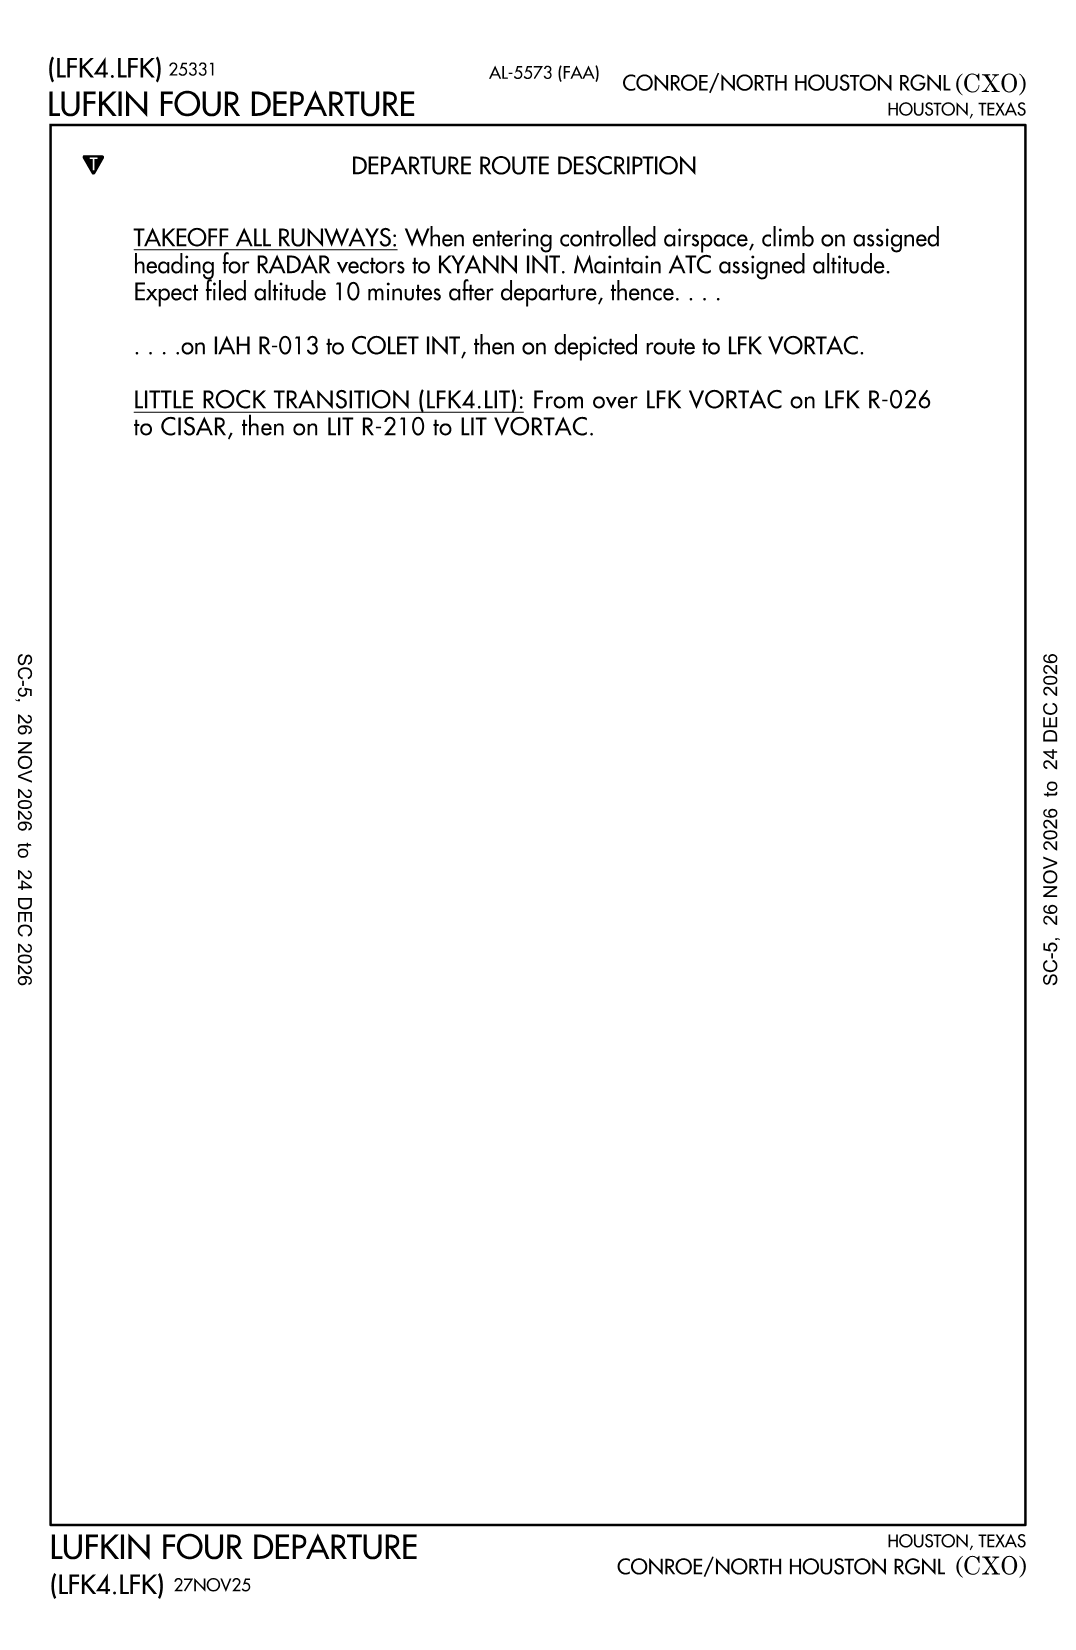 (LFK4.LFK) 25331
AL-5573 (FAA)
CONROE/NORTH HOUSTON RGNL (CXO)
LUFKIN FOUR DEPARTURE
HOUSTON, TEXAS
T
DEPARTURE ROUTE DESCRIPTION
TAKEOFF ALL RUNWAYS: When entering controlled airspace, climb on assigned
heading for RADAR vectors to KYANN INT. Maintain ATC assigned altitude.
Expect filed altitude 10 minutes after departure, thence. . . .
. . . .on IAH R-013 to COLET INT, then on depicted route to LFK VORTAC.
LITTLE ROCK TRANSITION (LFK4.LIT): From over LFK VORTAC on LFK R-026
to CISAR, then on LIT R-210 to LIT VORTAC.
SC-5, 26 NOV 2026 to 24 DEC 2026
SC-5, 26 NOV 2026 to 24 DEC 2026
LUFKIN FOUR DEPARTURE
HOUSTON, TEXAS
(LFK4.LFK) 27NOV25
CONROE/NORTH HOUSTON RGNL (CXO)